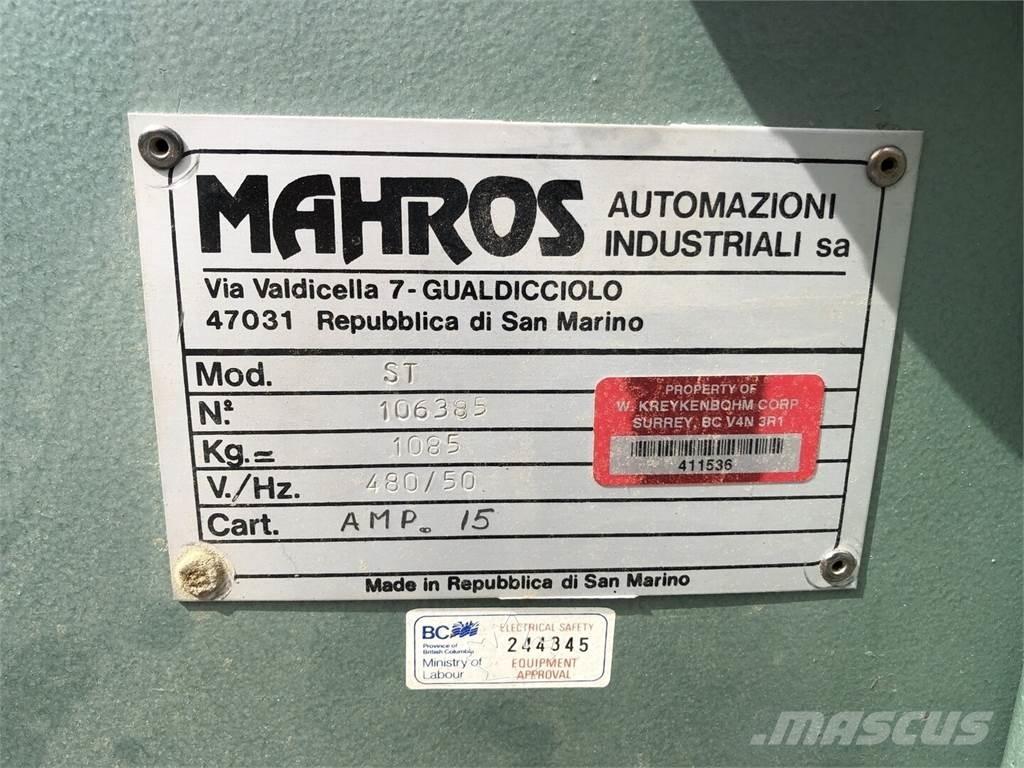 MAHROS AUTOMAZIONI
INDUSTRIALI sa
Via Valdicella 7-GUALDICCIOLO
47031 Repubblica di San Marino
Mod. ST
Nº. 106385
Kg.≃ 1085
V./Hz. 480/50
Cart. AMP. 15
PROPERTY OF
W. KREYKENBOHM CORP
SURREY, BC V4N 3R1
411536
Made in Repubblica di San Marino
BC
Province of
British Columbia
Ministry of
Labour
ELECTRICAL SAFETY
244345
EQUIPMENT
APPROVAL
MASCUS